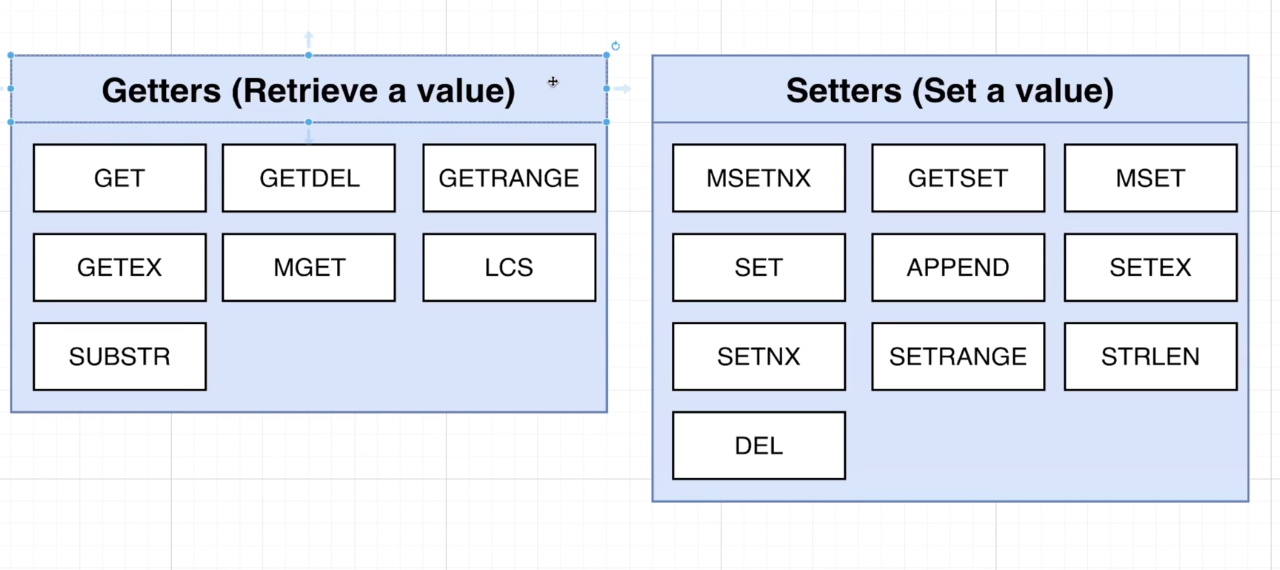 Getters (Retrieve a value)
GET
GETDEL
GETRANGE
GETEX
MGET
LCS
SUBSTR
Setters (Set a value)
MSETNX
GETSET
MSET
SET
APPEND
SETEX
SETNX
SETRANGE
STRLEN
DEL